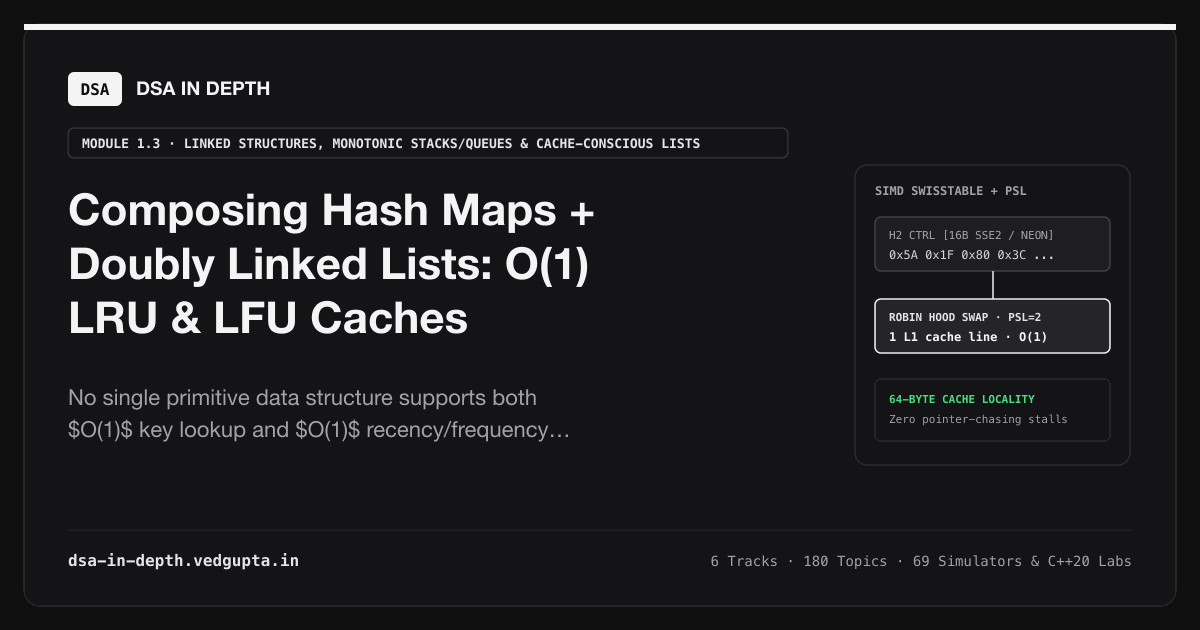 DSA
DSA IN DEPTH
MODULE 1.3 · LINKED STRUCTURES, MONOTONIC STACKS/QUEUES & CACHE-CONSCIOUS LISTS
Composing Hash Maps +
Doubly Linked Lists: O(1)
LRU & LFU Caches
No single primitive data structure supports both
$O(1)$ key lookup and $O(1)$ recency/frequency…
SIMD SWISSTABLE + PSL
H2 CTRL [16B SSE2 / NEON]
0x5A 0x1F 0x80 0x3C ...
ROBIN HOOD SWAP · PSL=2
1 L1 cache line · O(1)
64-BYTE CACHE LOCALITY
Zero pointer-chasing stalls
dsa-in-depth.vedgupta.in
6 Tracks · 180 Topics · 69 Simulators & C++20 Labs